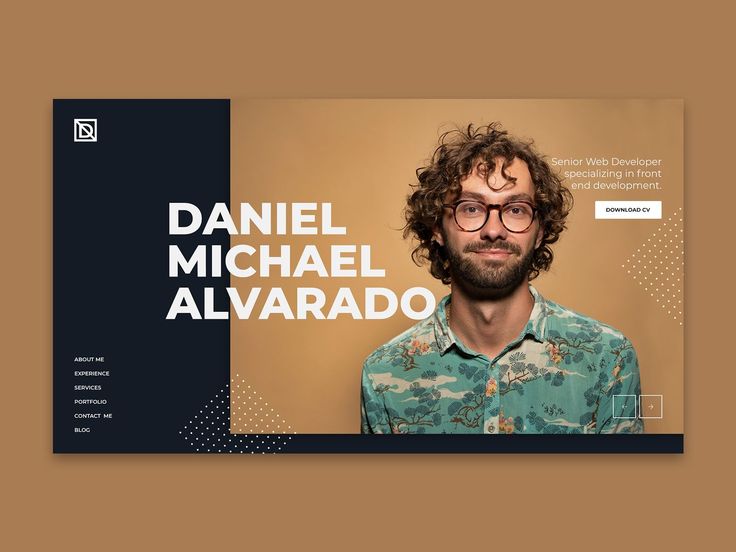 D
DANIEL
MICHAEL
ALVARADO
Senior Web Developer
specializing in front
end development.
DOWNLOAD CV
ABOUT ME
EXPERIENCE
SERVICES
PORTFOLIO
CONTACT ME
BLOG